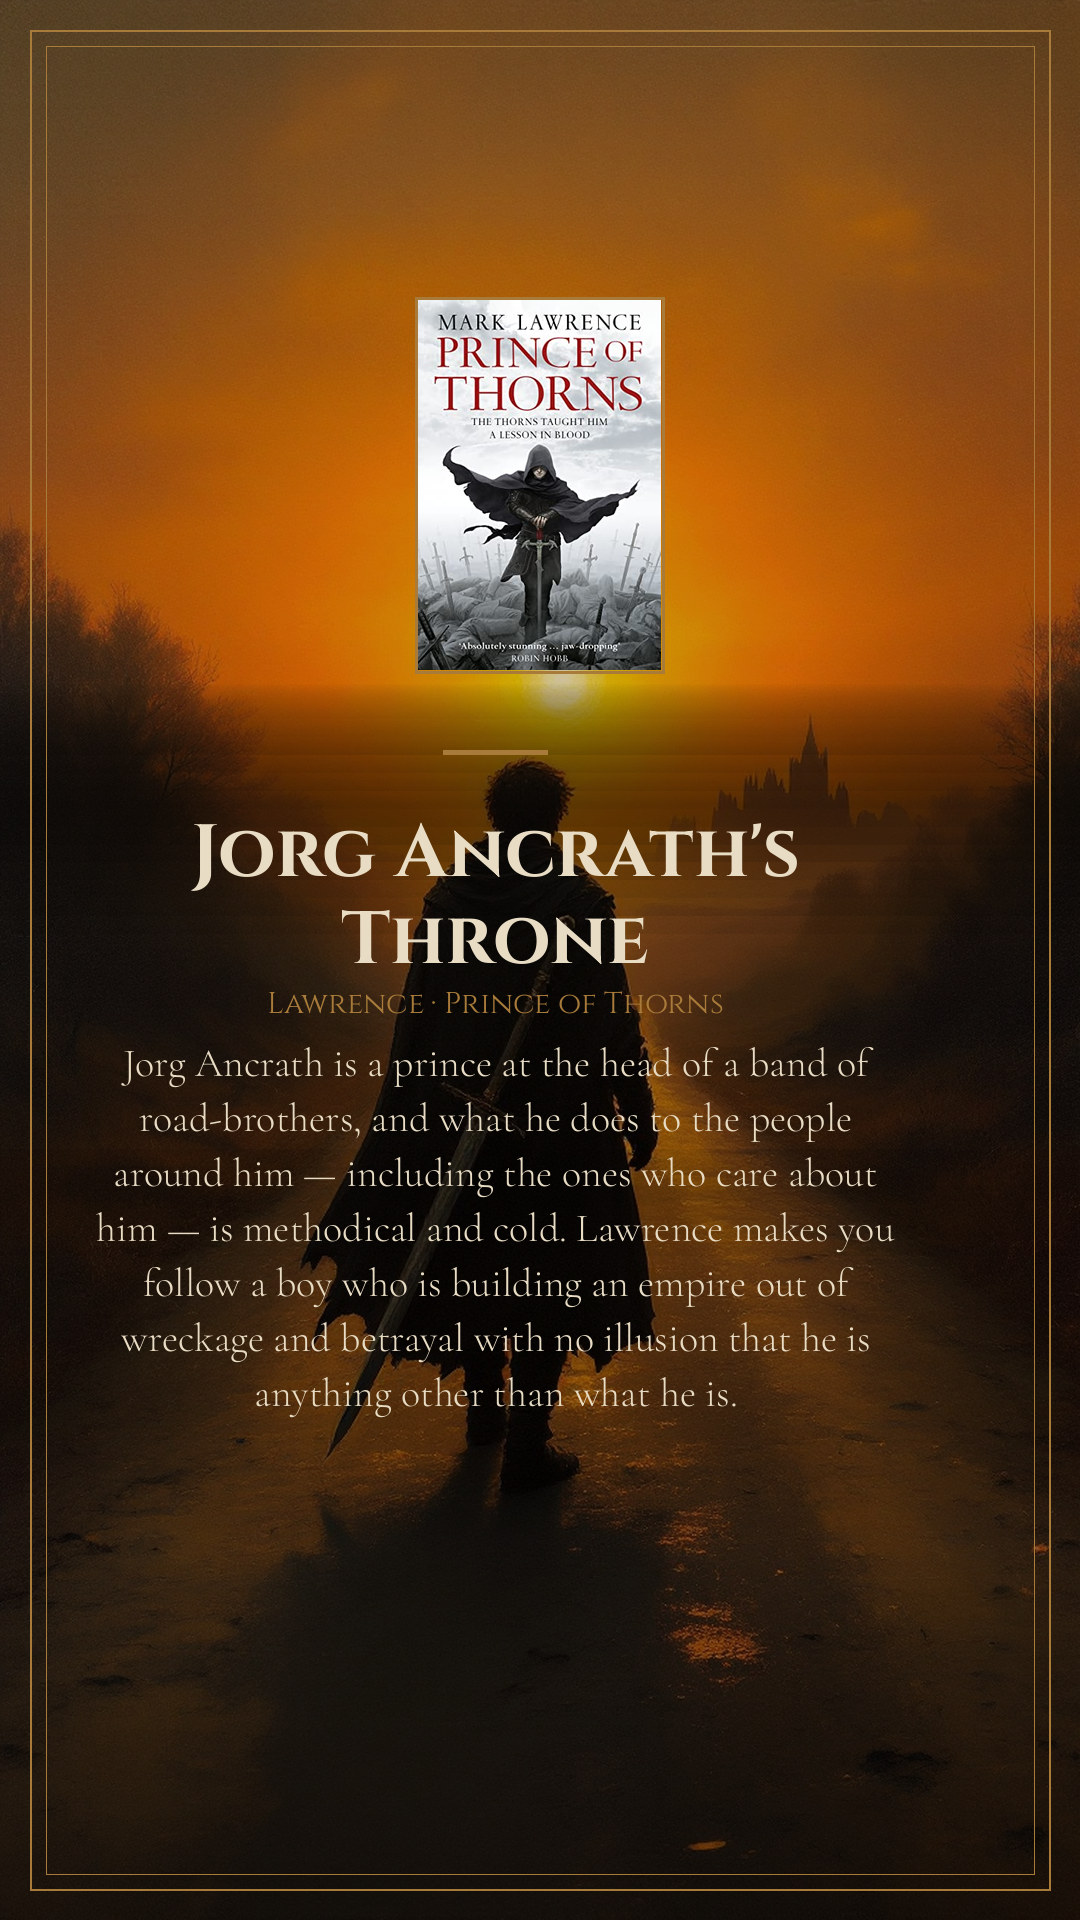 MARK LAWRENCE
PRINCE OF
THORNS
THE THORNS TAUGHT HIM
A LESSON IN BLOOD
'Absolutely stunning ... jaw-dropping'
ROBIN HOBB
Jorg Ancrath's
Throne
Lawrence · Prince of Thorns
Jorg Ancrath is a prince at the head of a band of
road-brothers, and what he does to the people
around him — including the ones who care about
him — is methodical and cold. Lawrence makes you
follow a boy who is building an empire out of
wreckage and betrayal with no illusion that he is
anything other than what he is.